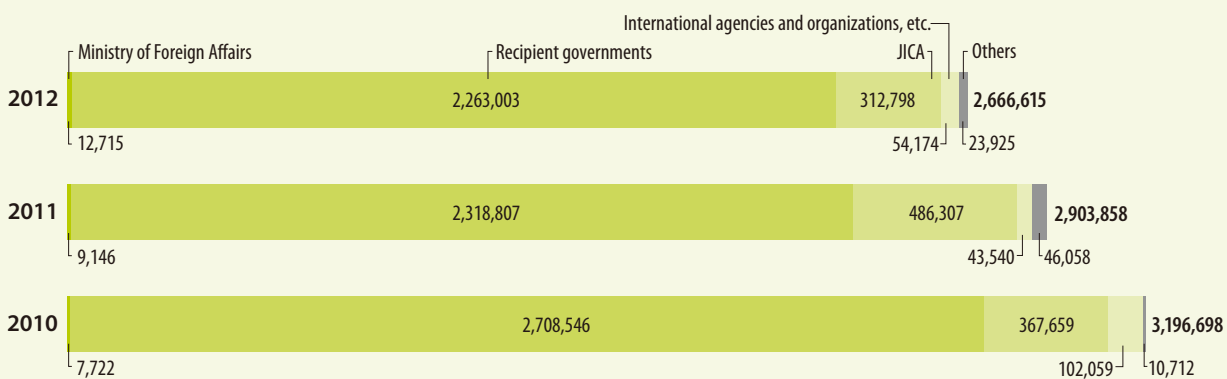 International agencies and organizations, etc.
Ministry of Foreign Affairs Recipient governments JICA Others
2012 2,263,003 312,798 2,666,615
12,715 54,174 23,925
2011 2,318,807 486,307 2,903,858
9,146 43,540 46,058
2010 2,708,546 367,659 3,196,698
7,722 102,059 10,712